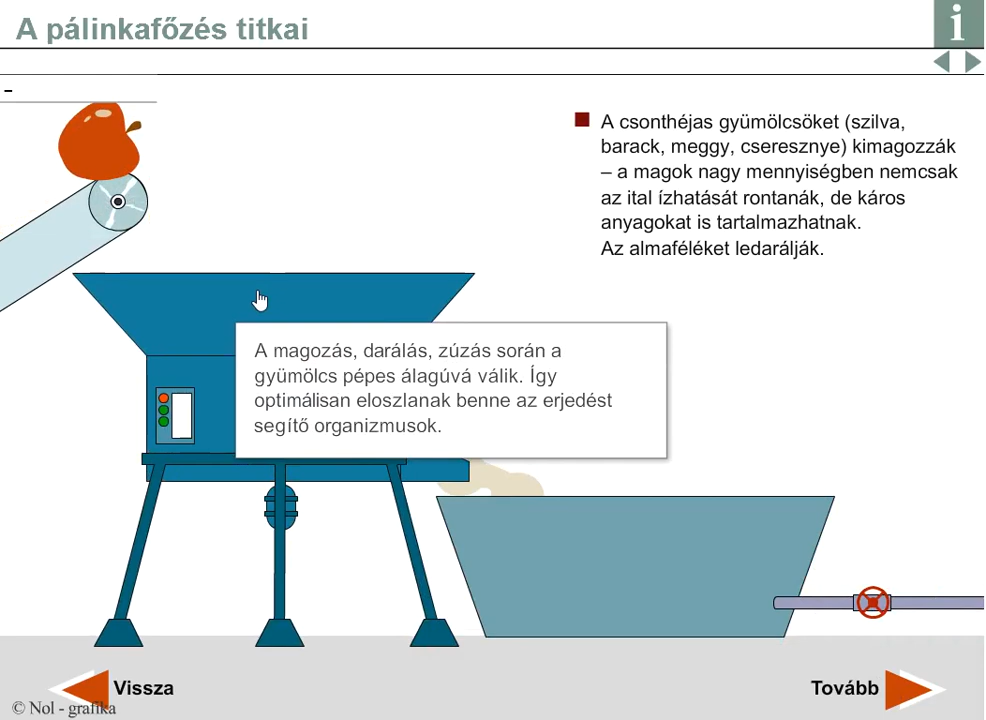 A pálinkafőzés titkai
i
A csonthéjas gyümölcsöket (szilva,
barack, meggy, cseresznye) kimagozzák
– a magok nagy mennyiségben nemcsak
az ital ízhatását rontanák, de káros
anyagokat is tartalmazhatnak.
Az almaféléket ledarálják.
A magozás, darálás, zúzás során a
gyümölcs pépes álagúvá válik. Így
optimálisan eloszlanak benne az erjedést
segítő organizmusok.
Vissza
Tovább
© Nol - grafika